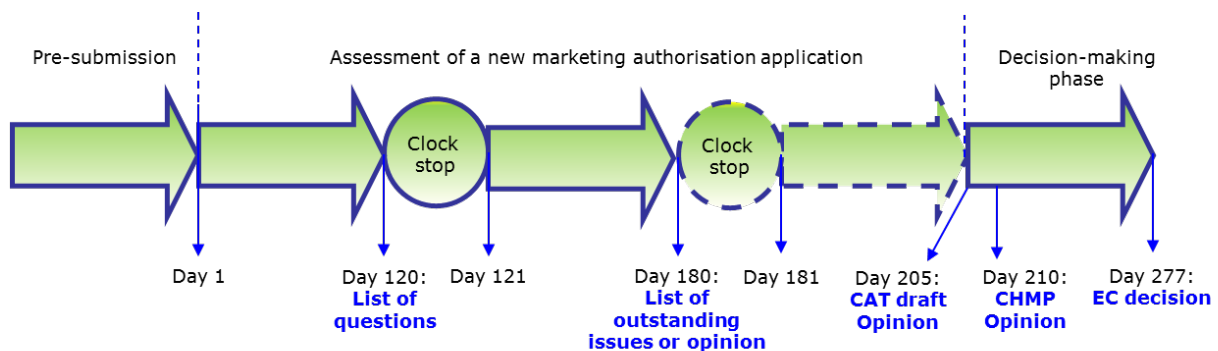 Pre-submission
Assessment of a new marketing authorisation application
Decision-making
phase
Clock
stop
Clock
stop
Day 1
Day 120:
List of
questions
Day 121
Day 180:
List of
outstanding
issues or opinion
Day 181
Day 205:
CAT draft
Opinion
Day 210:
CHMP
Opinion
Day 277:
EC decision